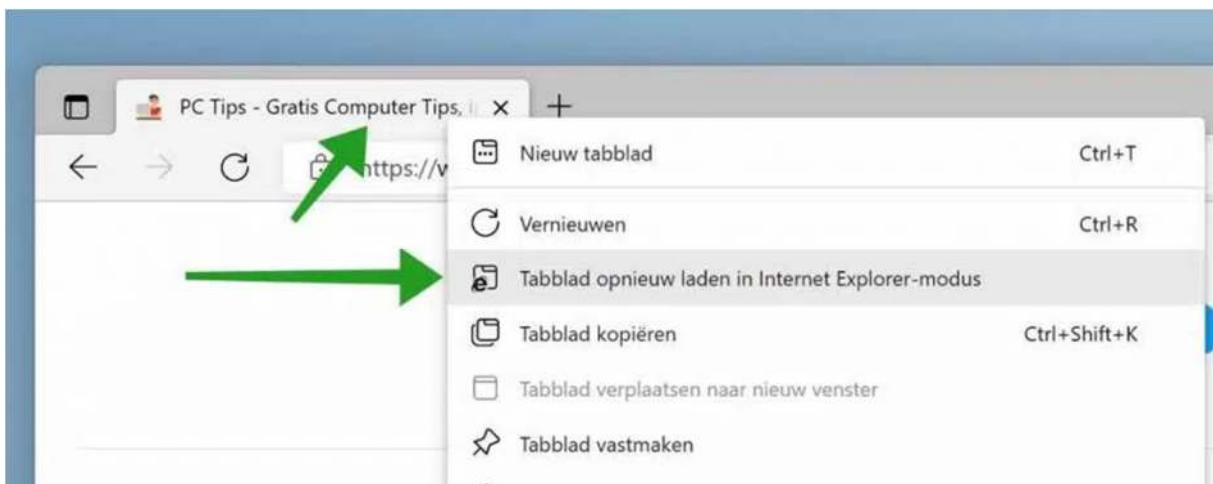 PC Tips - Gratis Computer Tips,
https://w
Nieuw tabblad Ctrl+T
Vernieuwen Ctrl+R
Tabblad opnieuw laden in Internet Explorer-modus
Tabblad kopiëren Ctrl+Shift+K
Tabblad verplaatsen naar nieuw venster
Tabblad vastmaken